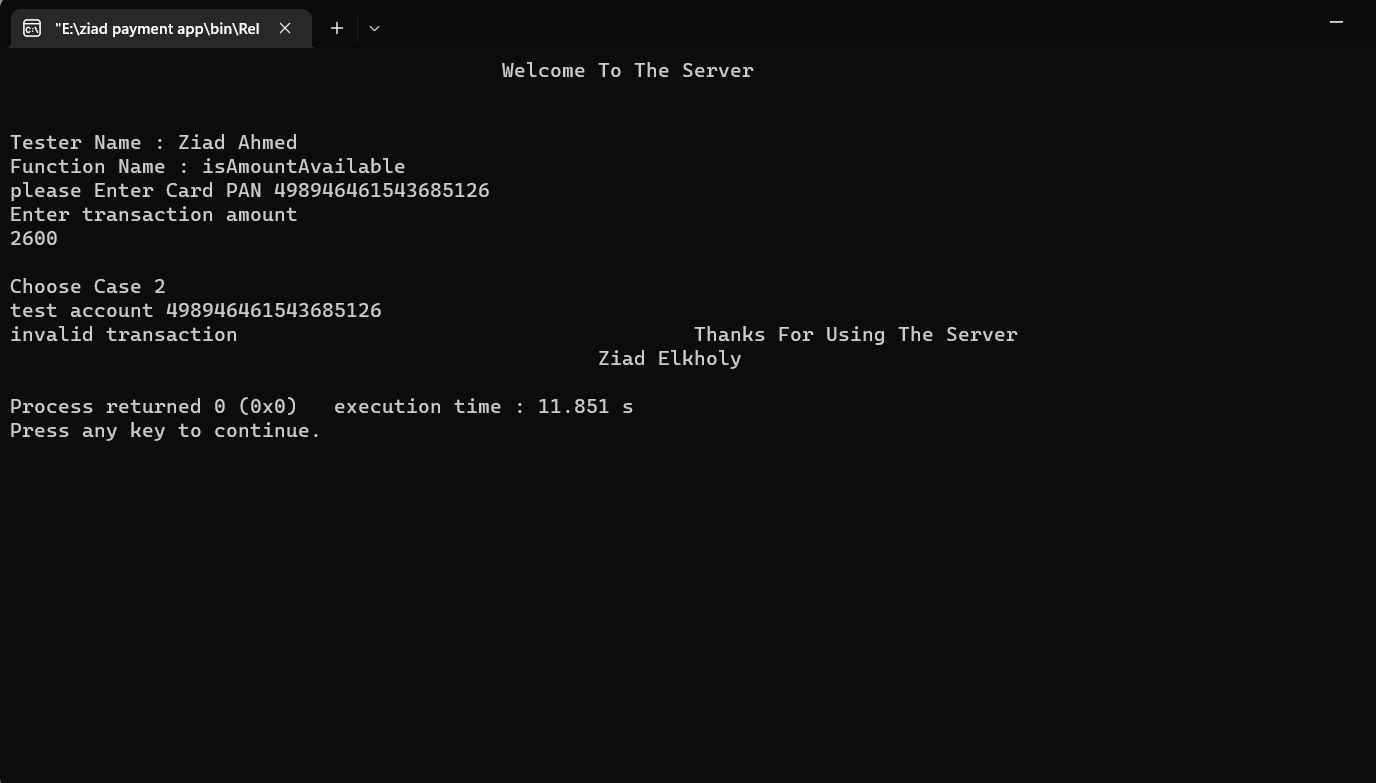 "E:\ziad payment app\bin\Rel
Welcome To The Server
Tester Name : Ziad Ahmed
Function Name : isAmountAvailable
please Enter Card PAN 498946461543685126
Enter transaction amount
2600
Choose Case 2
test account 498946461543685126
invalid transaction Thanks For Using The Server
Ziad Elkholy
Process returned 0 (0x0) execution time : 11.851 s
Press any key to continue.